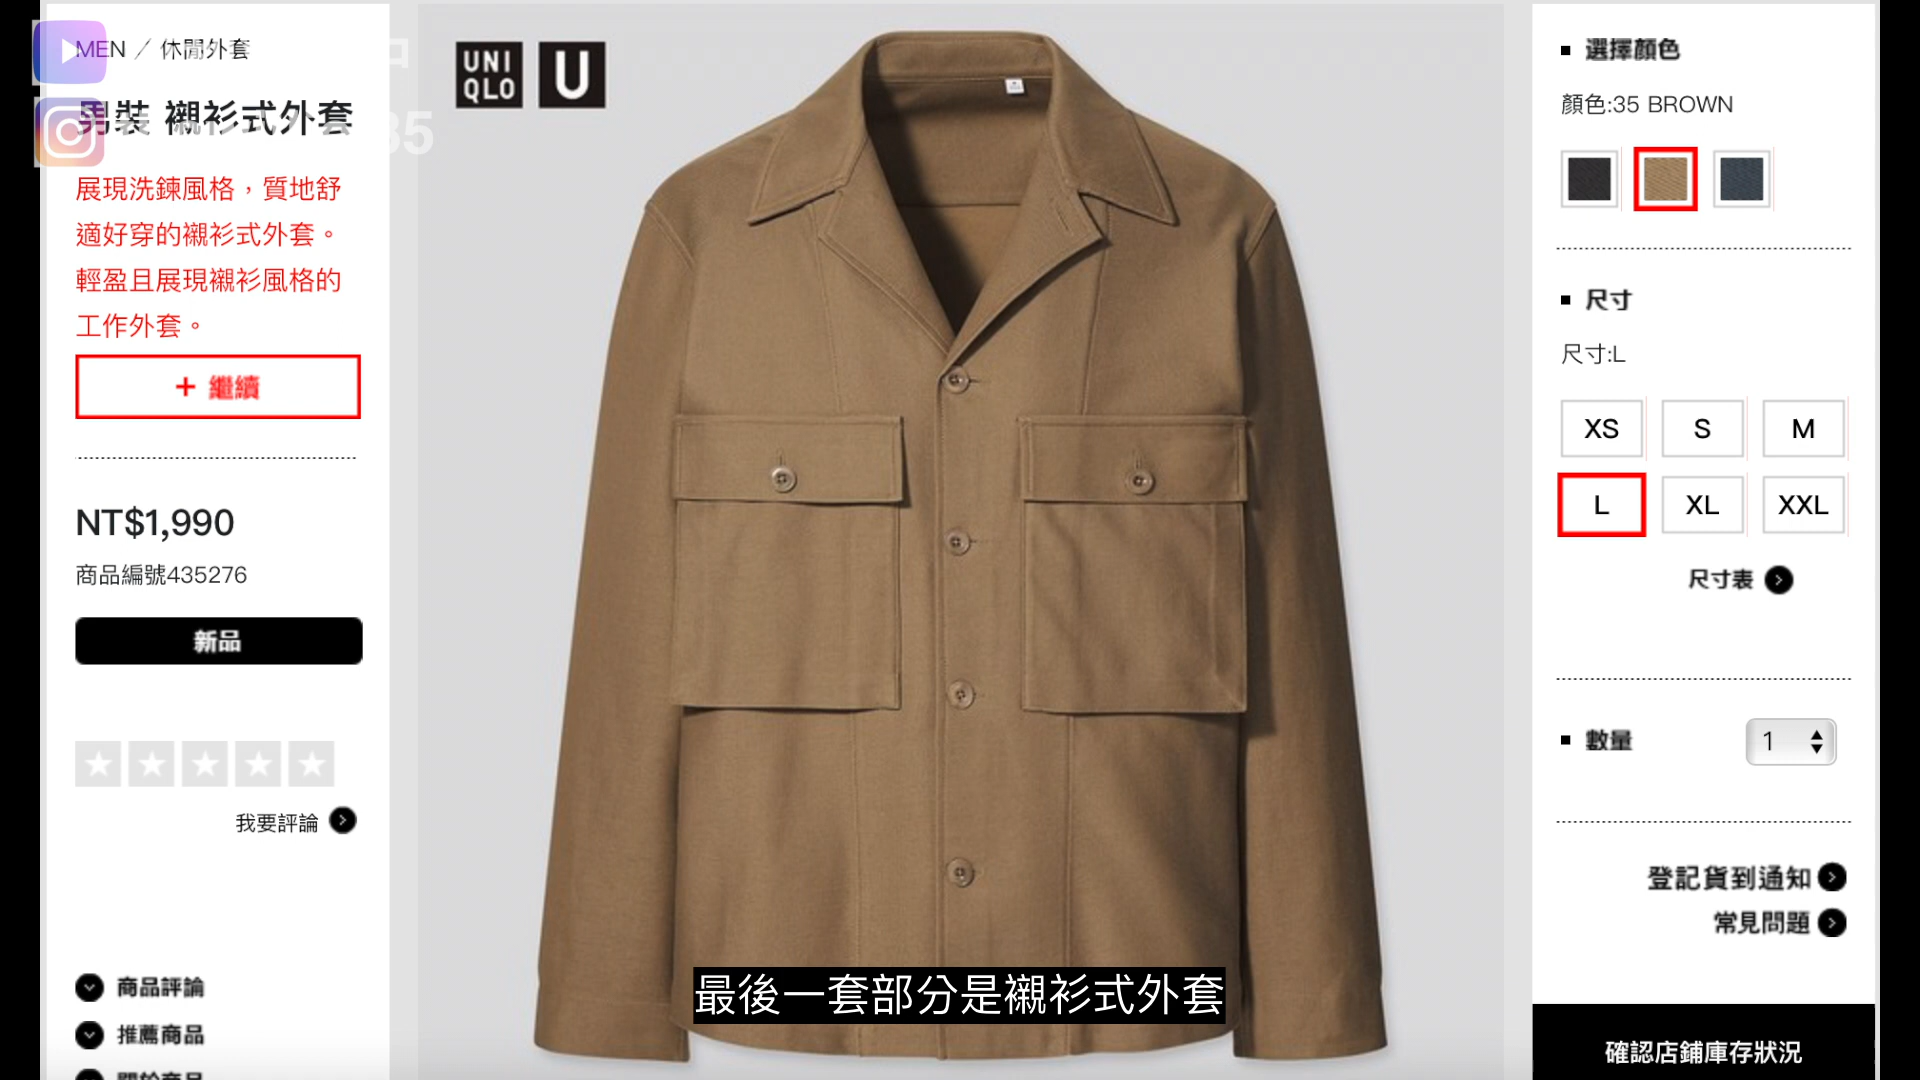 MEN / 休閒外套
男裝 襯衫式外套
展現洗鍊風格，質地舒
適好穿的襯衫式外套。
輕盈且展現襯衫風格的
工作外套。
+ 繼續
NT$1,990
商品編號435276
新品
我要評論
商品評論
推薦商品
關於商品
UNI
QLO
U
最後一套部分是襯衫式外套
選擇顏色
顏色:35 BROWN
尺寸
尺寸:L
XS
S
M
L
XL
XXL
尺寸表
數量
1
登記貨到通知
常見問題
確認店鋪庫存狀況